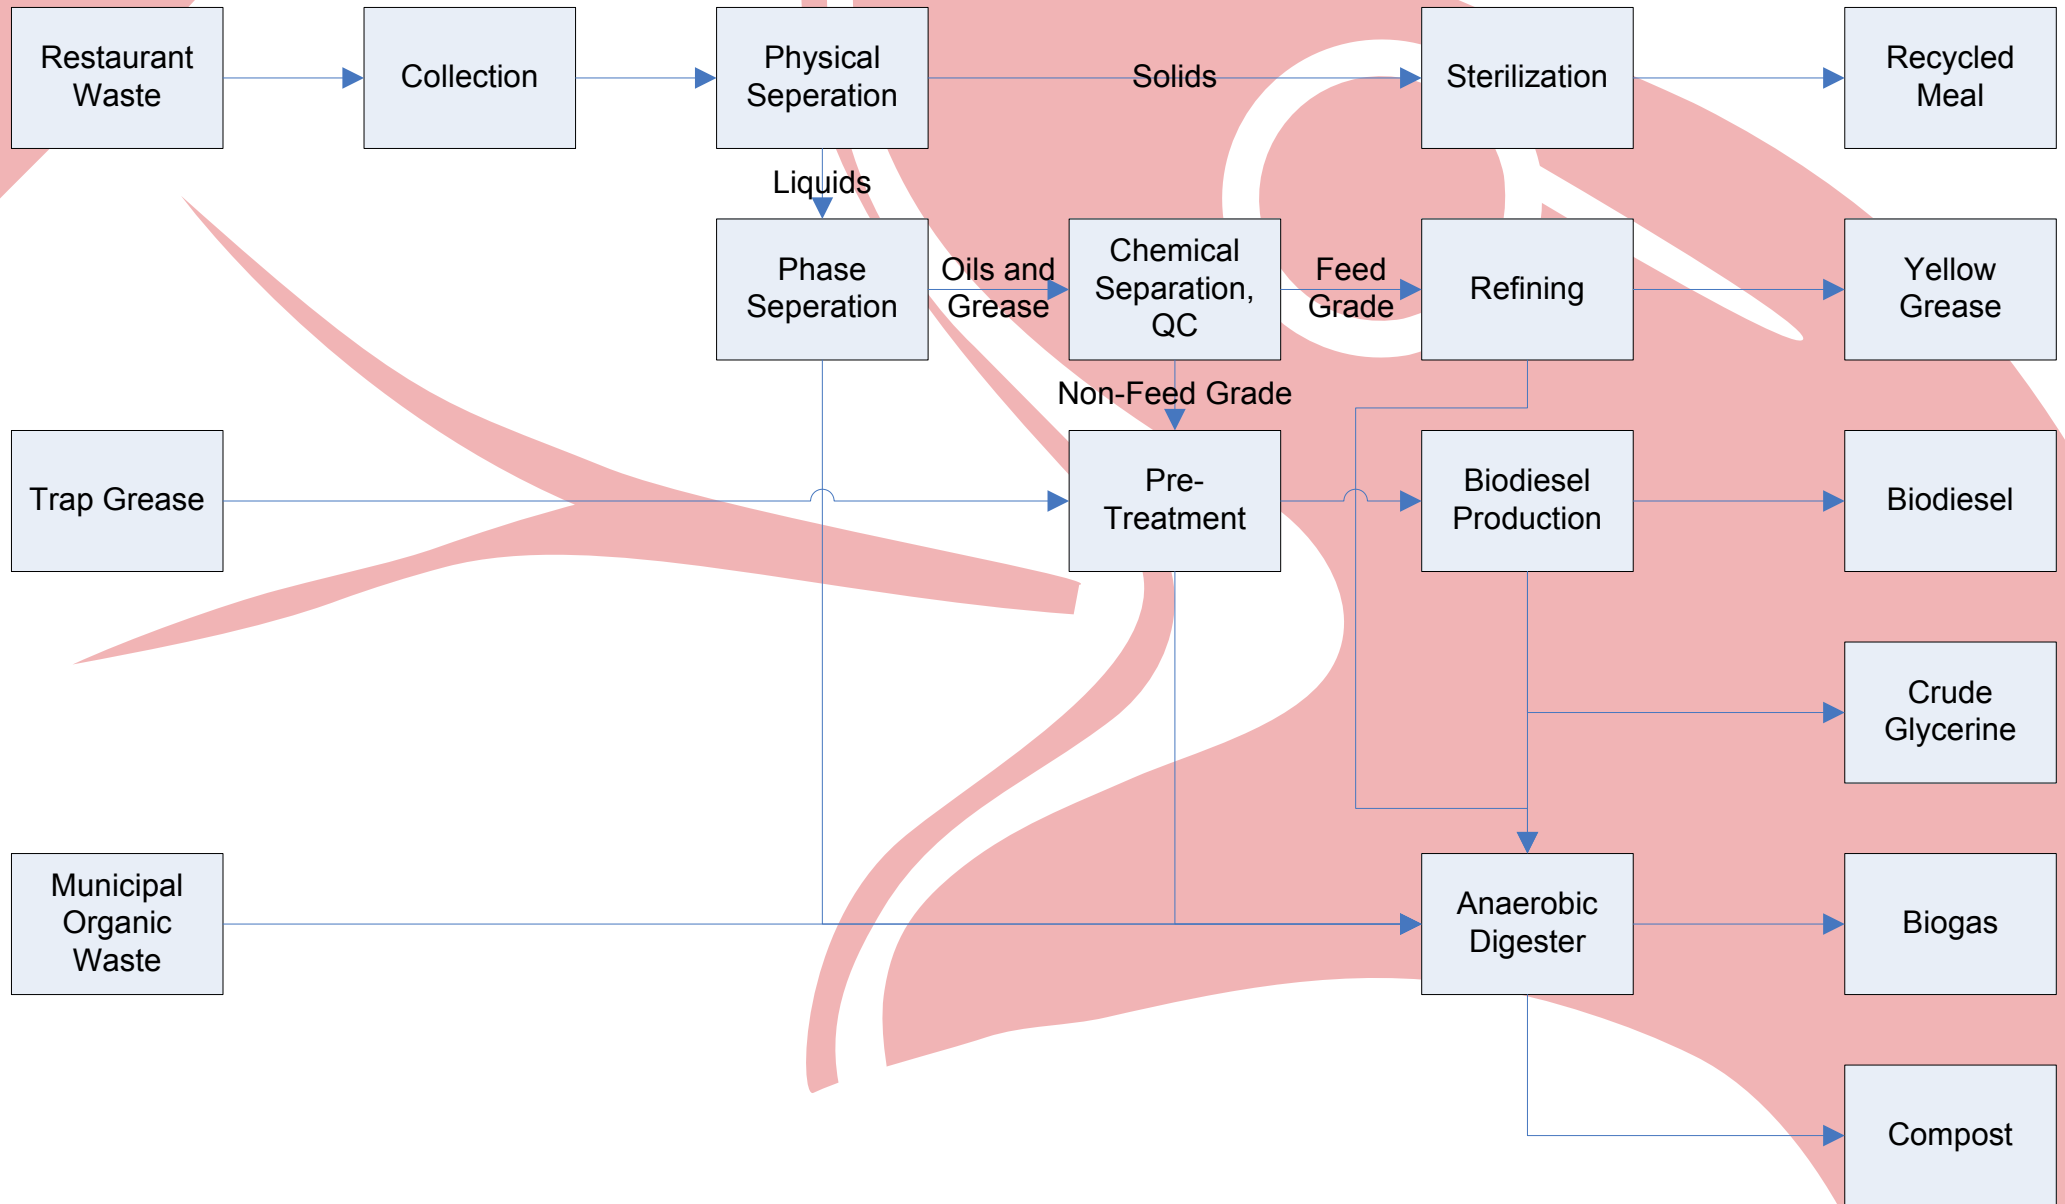 Restaurant
Waste
Collection
Physical
Seperation
Solids
Sterilization
Recycled
Meal
Liquids
Phase
Seperation
Oils and
Grease
Chemical
Separation,
QC
Feed
Grade
Refining
Yellow
Grease
Non-Feed Grade
Trap Grease
Pre-
Treatment
Biodiesel
Production
Biodiesel
Crude
Glycerine
Municipal
Organic
Waste
Anaerobic
Digester
Biogas
Compost